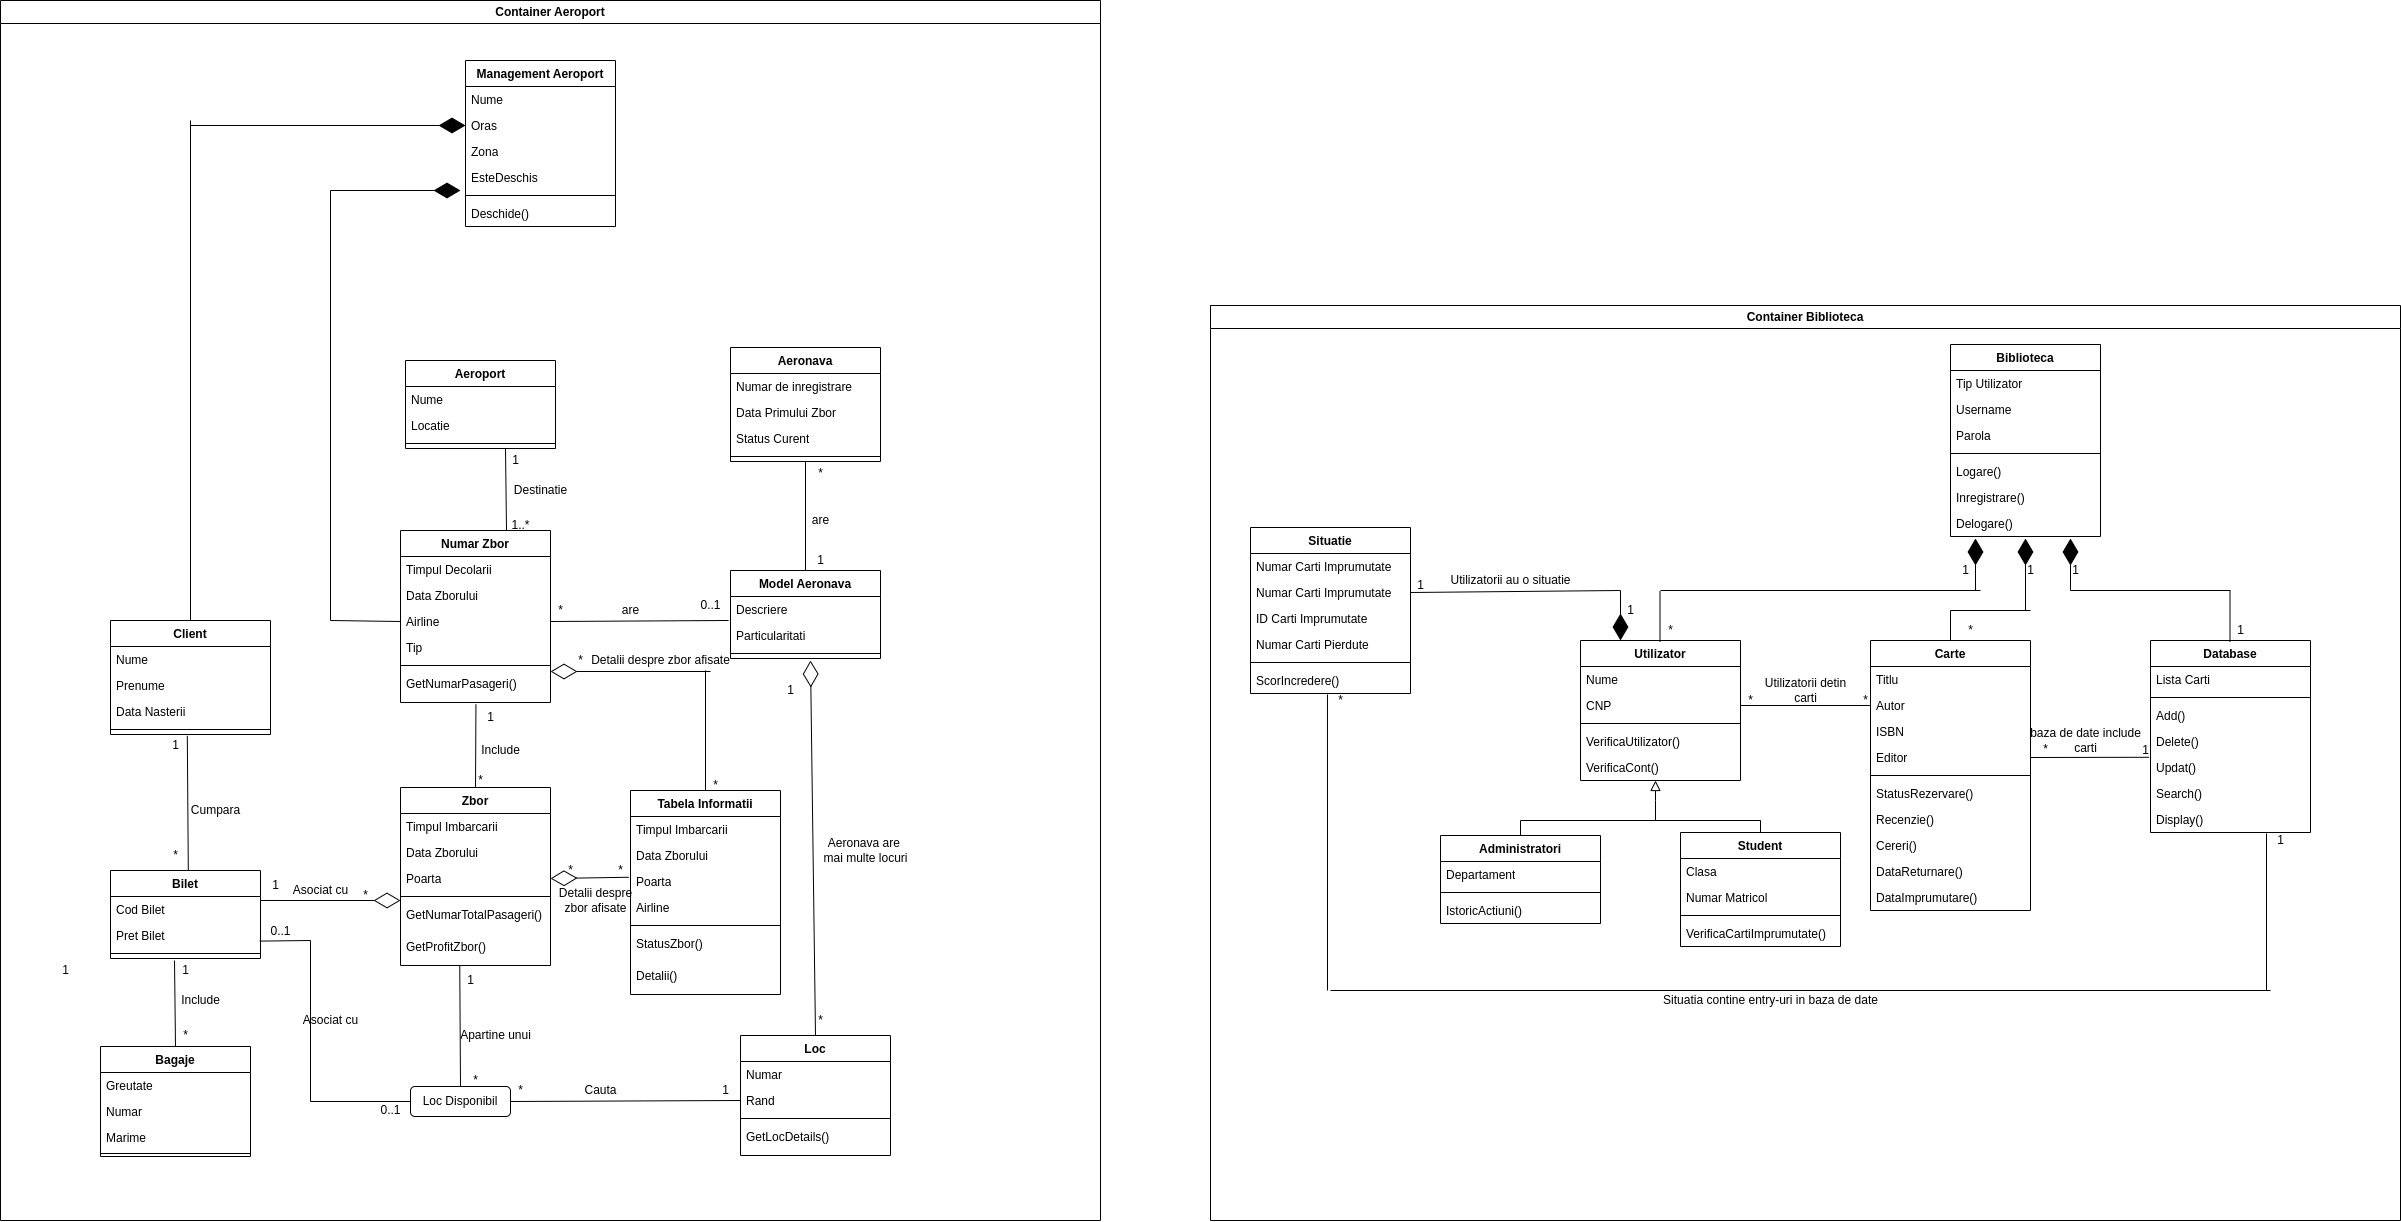 Container Aeroport
Management Aeroport
Nume
Oras
Zona
EsteDeschis
Deschide()
Aeroport
Nume
Locatie
1
Destinatie
1..*
Aeronava
Numar de inregistrare
Data Primului Zbor
Status Curent
*
are
1
Numar Zbor
Timpul Decolarii
Data Zborului
Airline
Tip
GetNumarPasageri()
*
are
0..1
Model Aeronava
Descriere
Particularitati
*
Detalii despre zbor afisate
1
Client
Nume
Prenume
Data Nasterii
1
Cumpara
*
1
Include
*
*
Zbor
Timpul Imbarcarii
Data Zborului
Poarta
GetNumarTotalPasageri()
GetProfitZbor()
Tabela Informatii
Timpul Imbarcarii
Data Zborului
Poarta
Airline
StatusZbor()
Detalii()
*
*
Detalii despre
zbor afisate
Aeronava are
mai multe locuri
*
Bilet
Cod Bilet
Pret Bilet
1
Asociat cu
*
0..1
1
1
Include
*
Asociat cu
0..1
1
Apartine unui
*
Bagaje
Greutate
Numar
Marime
Loc Disponibil
*
Cauta
1
Loc
Numar
Rand
GetLocDetails()
Container Biblioteca
Biblioteca
Tip Utilizator
Username
Parola
Logare()
Inregistrare()
Delogare()
1
1
1
Situatie
Numar Carti Imprumutate
Numar Carti Imprumutate
ID Carti Imprumutate
Numar Carti Pierdute
ScorIncredere()
1
Utilizatorii au o situatie
1
*
*
*
1
Utilizator
Nume
CNP
VerificaUtilizator()
VerificaCont()
*
Utilizatorii detin
carti
*
Carte
Titlu
Autor
ISBN
Editor
StatusRezervare()
Recenzie()
Cereri()
DataReturnare()
DataImprumutare()
baza de date include
carti
*
1
Database
Lista Carti
Add()
Delete()
Updat()
Search()
Display()
1
Administratori
Departament
IstoricActiuni()
Student
Clasa
Numar Matricol
VerificaCartiImprumutate()
Situatia contine entry-uri in baza de date